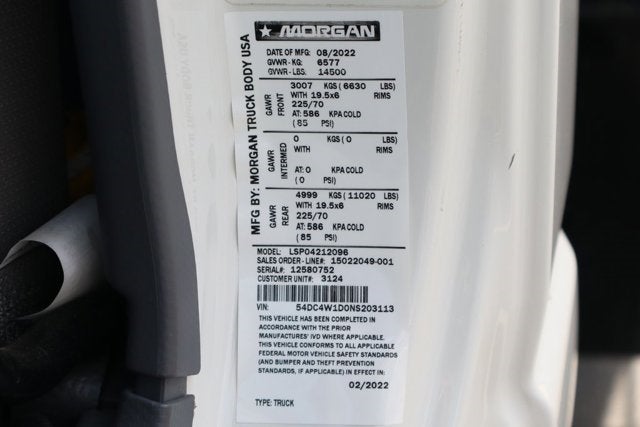 MORGAN
MFG BY: MORGAN TRUCK BODY USA
DATE OF MFG: 08/2022
GVWR - KG: 6577
GVWR - LBS: 14500
GAWR FRONT
3007 KGS ( 6630 LBS)
WITH 19.5x6 RIMS
225/70
AT: 586 KPA COLD
( 85 PSI)
GAWR INTERMED
0 KGS ( 0 LBS)
WITH RIMS
AT: 0 KPA COLD
( 0 PSI)
GAWR REAR
4999 KGS ( 11020 LBS)
WITH 19.5x6 RIMS
225/70
AT: 586 KPA COLD
( 85 PSI)
MODEL: LSP04212096
SALES ORDER - LINE#: 15022049-001
SERIAL#: 12580752
CUSTOMER UNIT#: 3124
VIN: 54DC4W1D0NS203113
THIS VEHICLE HAS BEEN COMPLETED IN
ACCORDANCE WITH THE PRIOR
MANUFACTURES' IVD WHERE APPLICABLE.
THIS VEHICLE CONFORMS TO ALL APPLICABLE
FEDERAL MOTOR VEHICLE SAFETY STANDARDS
(AND BUMPER AND THEFT PREVENTION
STANDARDS, IF APPLICABLE) IN EFFECT IN:
02/2022
TYPE: TRUCK